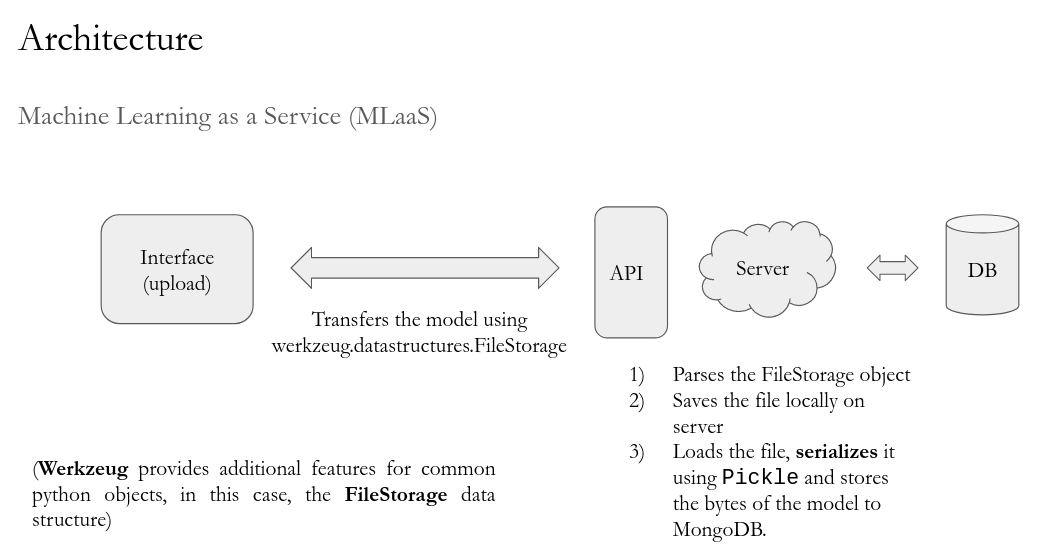 Architecture
Machine Learning as a Service (MLaaS)
Interface
(upload)
Transfers the model using
werkzeug.datastructures.FileStorage
API
Server
DB
1) Parses the FileStorage object
2) Saves the file locally on
server
3) Loads the file, serializes it
using Pickle and stores
the bytes of the model to
MongoDB.
(Werkzeug provides additional features for common
python objects, in this case, the FileStorage data
structure)